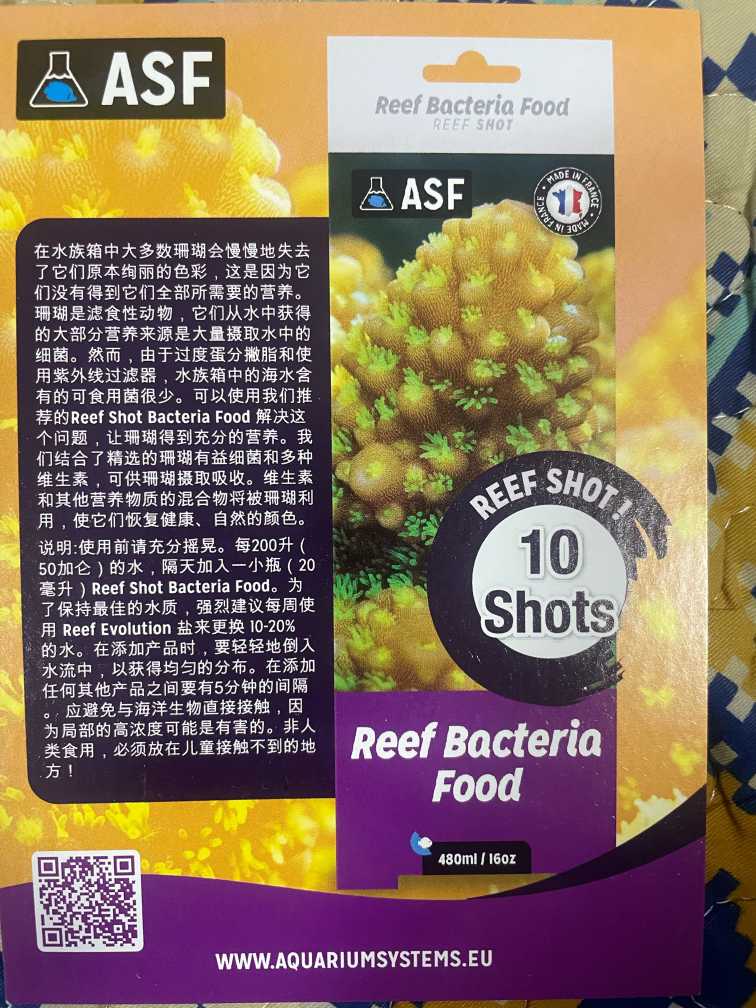 ASF
在水族箱中大多数珊瑚会慢慢地失去
了它们原本绚丽的色彩，这是因为它
们没有得到它们全部所需要的营养。
珊瑚是滤食性动物，它们从水中获得
的大部分营养来源是大量摄取水中的
细菌。然而，由于过度蛋分撇脂和使
用紫外线过滤器，水族箱中的海水含
有的可食用菌很少。可以使用我们推
荐的Reef Shot Bacteria Food 解决这
个问题，让珊瑚得到充分的营养。我
们结合了精选的珊瑚有益细菌和多种
维生素，可供珊瑚摄取吸收。维生素
和其他营养物质的混合物将被珊瑚利
用，使它们恢复健康、自然的颜色。
说明:使用前请充分摇晃。每200升（
50加仑）的水，隔天加入一小瓶（20
毫升）Reef Shot Bacteria Food。为
了保持最佳的水质，强烈建议每周使
用 Reef Evolution 盐来更换 10-20%
的水。在添加产品时，要轻轻地倒入
水流中，以获得均匀的分布。在添加
任何其他产品之间要有5分钟的间隔
。应避免与海洋生物直接接触，因
为局部的高浓度可能是有害的。非人
类食用，必须放在儿童接触不到的地
方！
Reef Bacteria Food
REEF SHOT
ASF
MADE IN FRANCE
MADE IN FRANCE
REEF SHOT!
10
Shots
Reef Bacteria
Food
480ml / 16oz
WWW.AQUARIUMSYSTEMS.EU